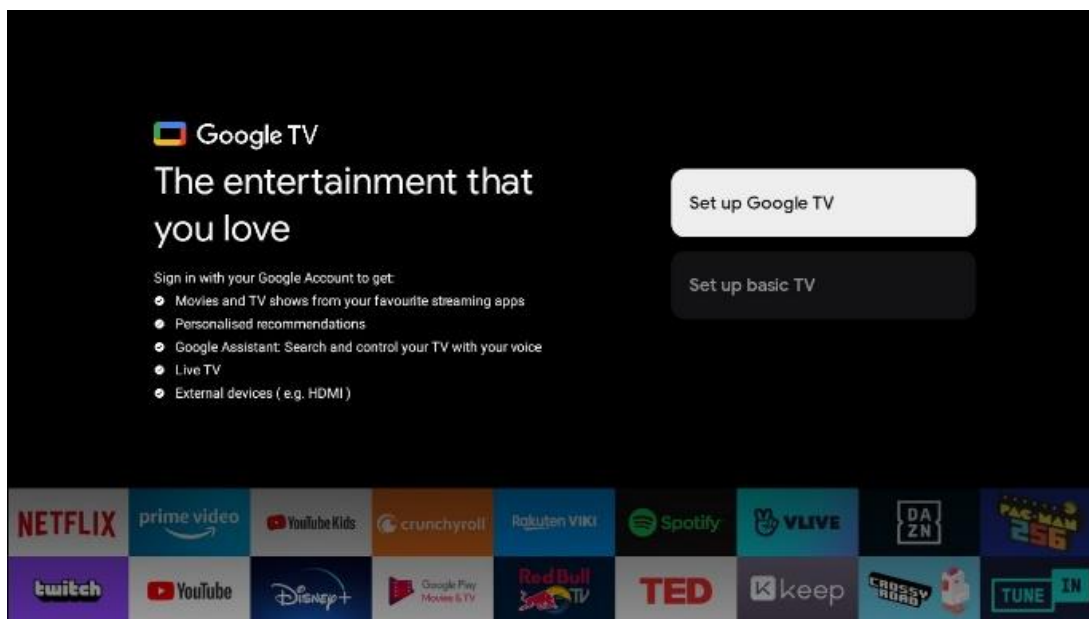 Google TV
The entertainment that
you love
Sign in with your Google Account to get:
Movies and TV shows from your favourite streaming apps
Personalised recommendations
Google Assistant: Search and control your TV with your voice
Live TV
External devices ( e.g. HDMI )
Set up Google TV
Set up basic TV
NETFLIX
prime video
YouTube Kids
crunchyroll
Rakuten VIKI
Spotify
VLIVE
DA
ZN
PAC-MAN
256
twitch
YouTube
Disney+
Google Play
Movies & TV
Red Bull
TV
TED
keep
CROSSY
ROAD
TUNE IN